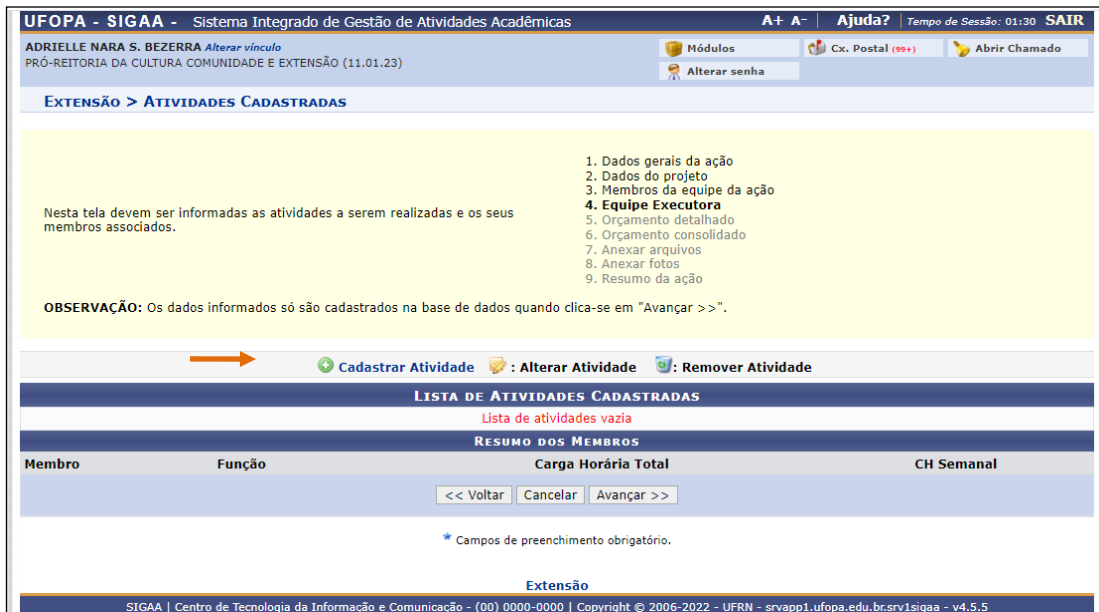 UFOPA - SIGAA - Sistema Integrado de Gestão de Atividades Acadêmicas A+ A- | Ajuda? | Tempo de Sessão: 01:30 SAIR
ADRIELLE NARA S. BEZERRA Alterar vínculo
PRÓ-REITORIA DA CULTURA COMUNIDADE E EXTENSÃO (11.01.23)
Módulos Cx. Postal (99+) Abrir Chamado
Alterar senha
EXTENSÃO > ATIVIDADES CADASTRADAS
Nesta tela devem ser informadas as atividades a serem realizadas e os seus
membros associados.
1. Dados gerais da ação
2. Dados do projeto
3. Membros da equipe da ação
4. Equipe Executora
5. Orçamento detalhado
6. Orçamento consolidado
7. Anexar arquivos
8. Anexar fotos
9. Resumo da ação
OBSERVAÇÃO: Os dados informados só são cadastrados na base de dados quando clica-se em "Avançar >>".
Cadastrar Atividade : Alterar Atividade : Remover Atividade
LISTA DE ATIVIDADES CADASTRADAS
Lista de atividades vazia
RESUMO DOS MEMBROS
Membro Função Carga Horária Total CH Semanal
<< Voltar Cancelar Avançar >>
* Campos de preenchimento obrigatório.
Extensão
SIGAA | Centro de Tecnologia da Informação e Comunicação - (00) 0000-0000 | Copyright © 2006-2022 - UFRN - srvapp1.ufopa.edu.br.srv1sigaa - v4.5.5